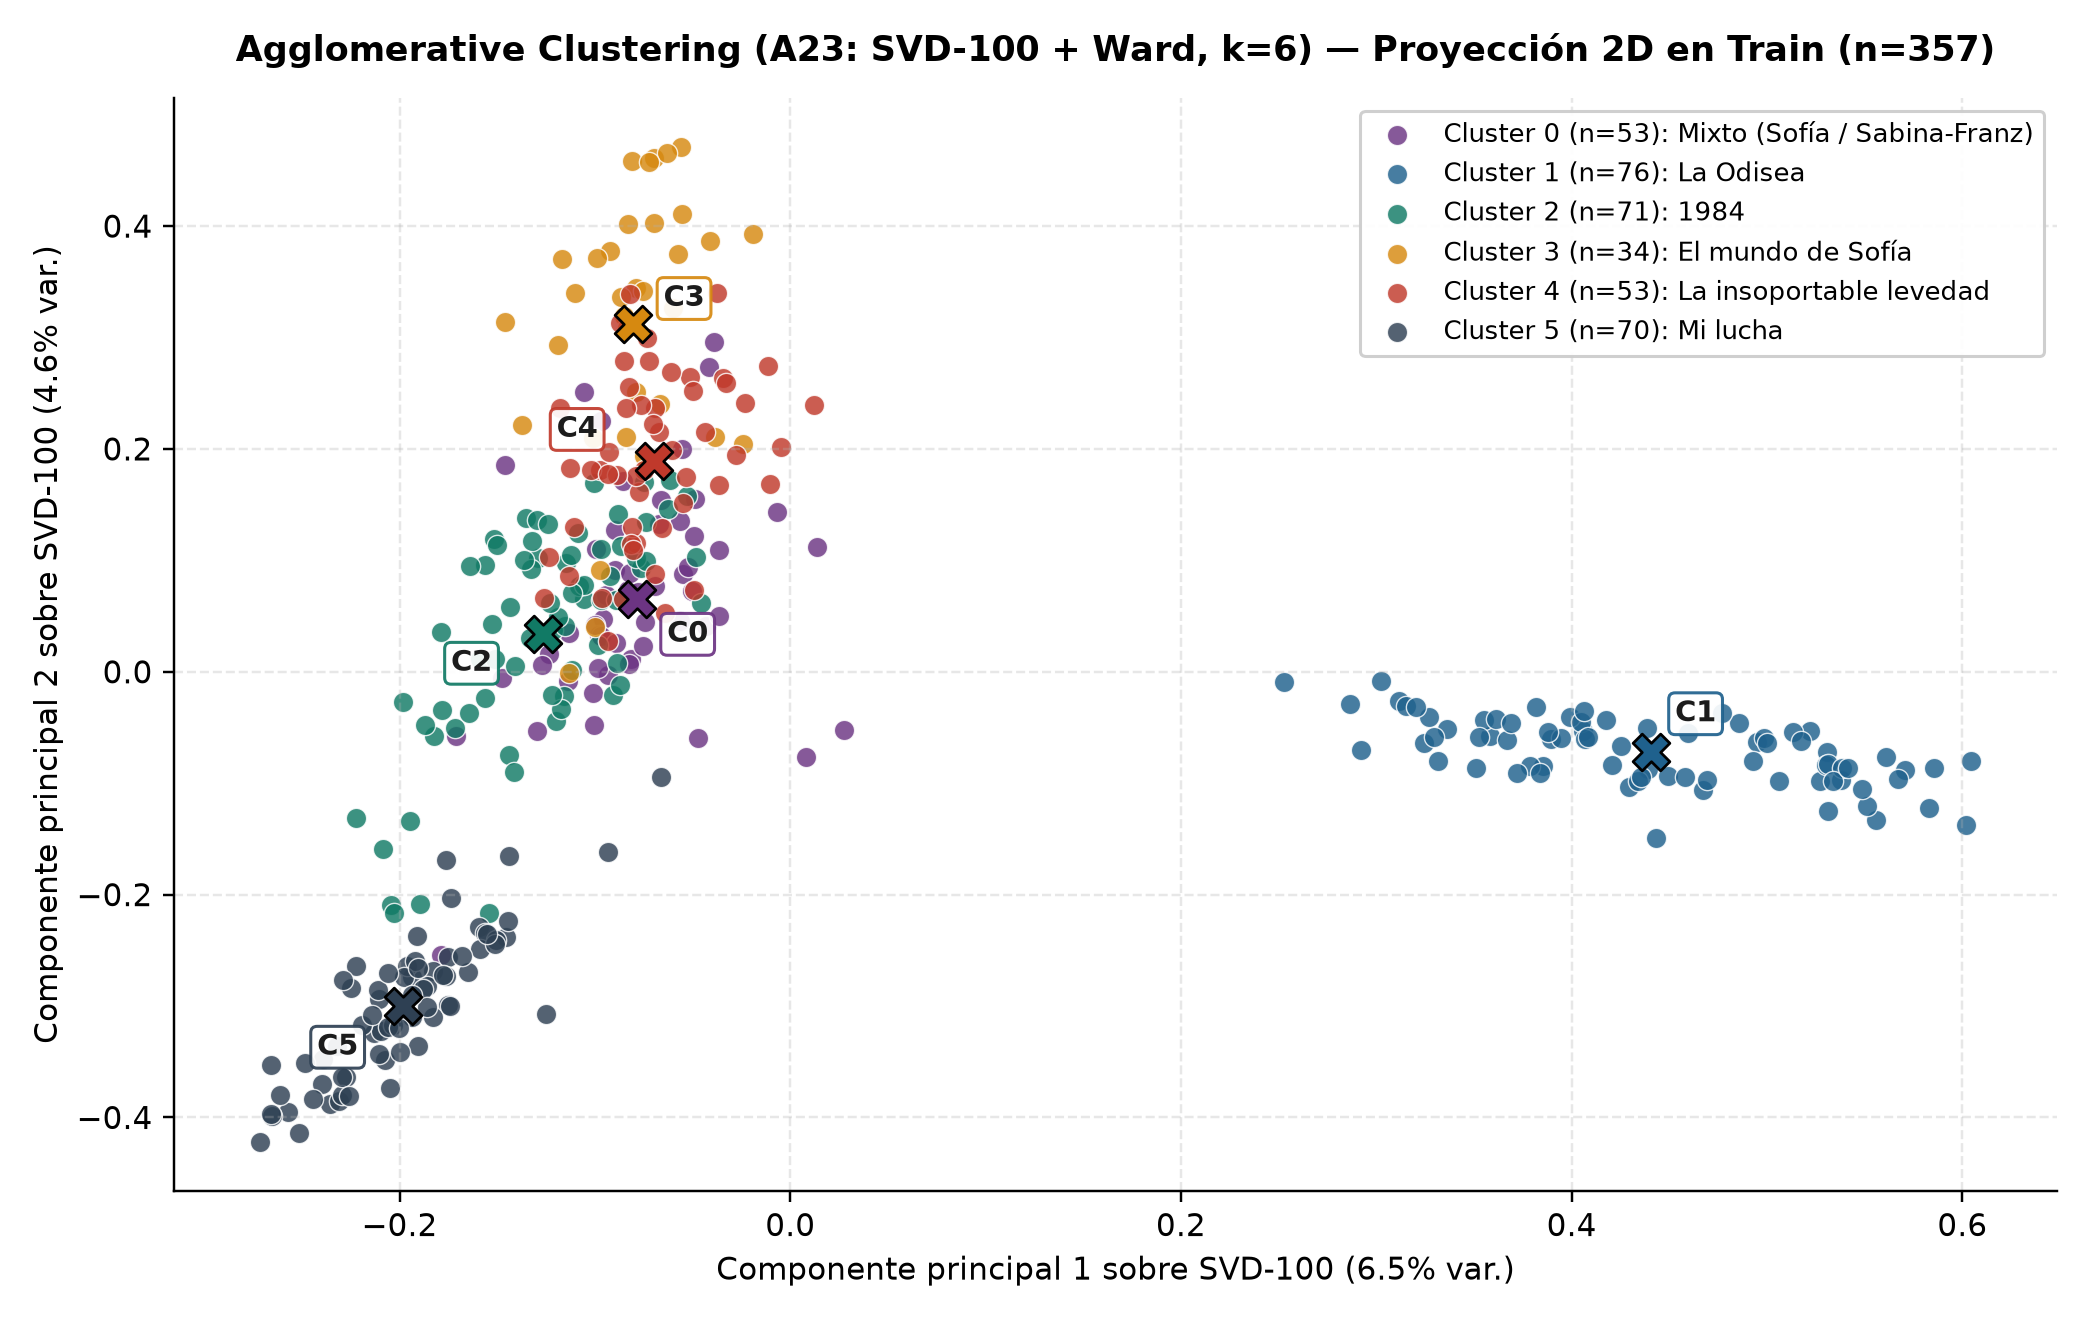 Agglomerative Clustering (A23: SVD-100 + Ward, k=6) — Proyección 2D en Train (n=357)
Cluster 0 (n=53): Mixto (Sofía / Sabina-Franz)
Cluster 1 (n=76): La Odisea
Cluster 2 (n=71): 1984
Cluster 3 (n=34): El mundo de Sofía
Cluster 4 (n=53): La insoportable levedad
Cluster 5 (n=70): Mi lucha
Componente principal 2 sobre SVD-100 (4.6% var.)
0.4
0.2
0.0
−0.2
−0.4
C3
C4
C0
C2
C1
C5
−0.2
0.0
0.2
0.4
0.6
Componente principal 1 sobre SVD-100 (6.5% var.)